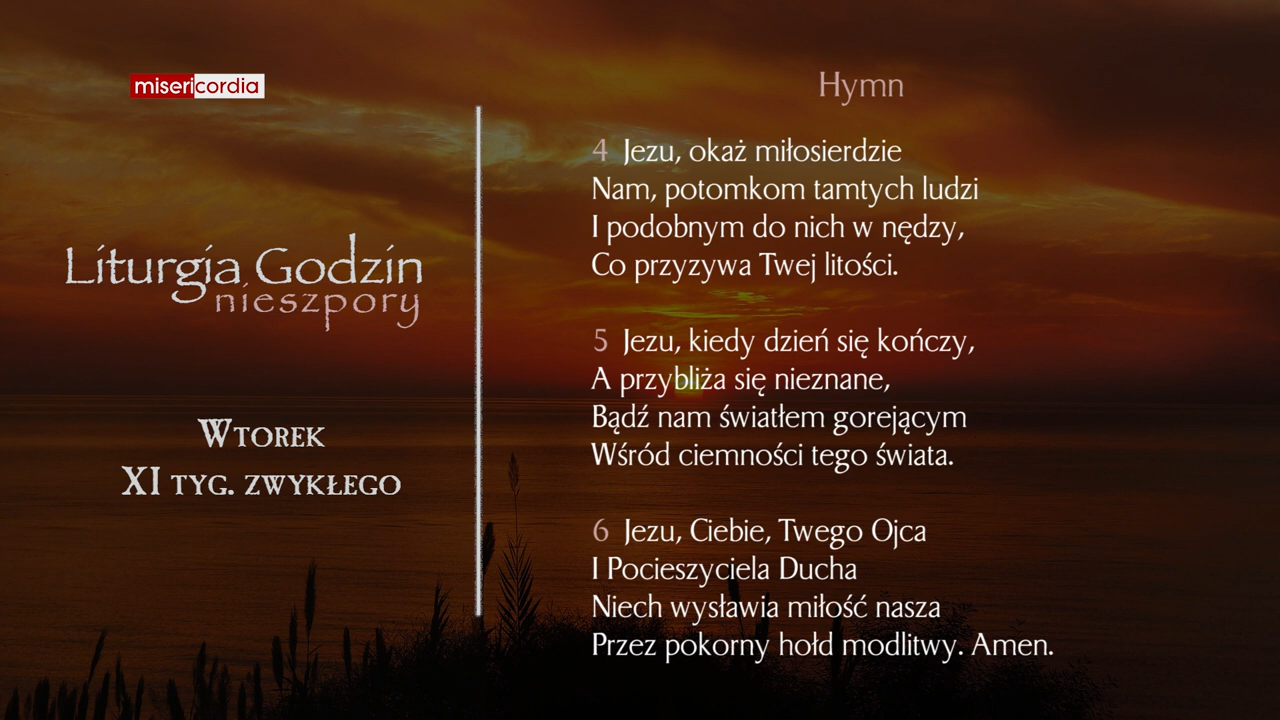 misericordia
Liturgia Godzin
nieszpory
Wtorek
XI tyg. zwykłego
Hymn
4 Jezu, okaż miłosierdzie
Nam, potomkom tamtych ludzi
I podobnym do nich w nędzy,
Co przyzywa Twej litości.
5 Jezu, kiedy dzień się kończy,
A przybliża się nieznane,
Bądź nam światłem gorejącym
Wśród ciemności tego świata.
6 Jezu, Ciebie, Twego Ojca
I Pocieszyciela Ducha
Niech wysławia miłość nasza
Przez pokorny hołd modlitwy. Amen.